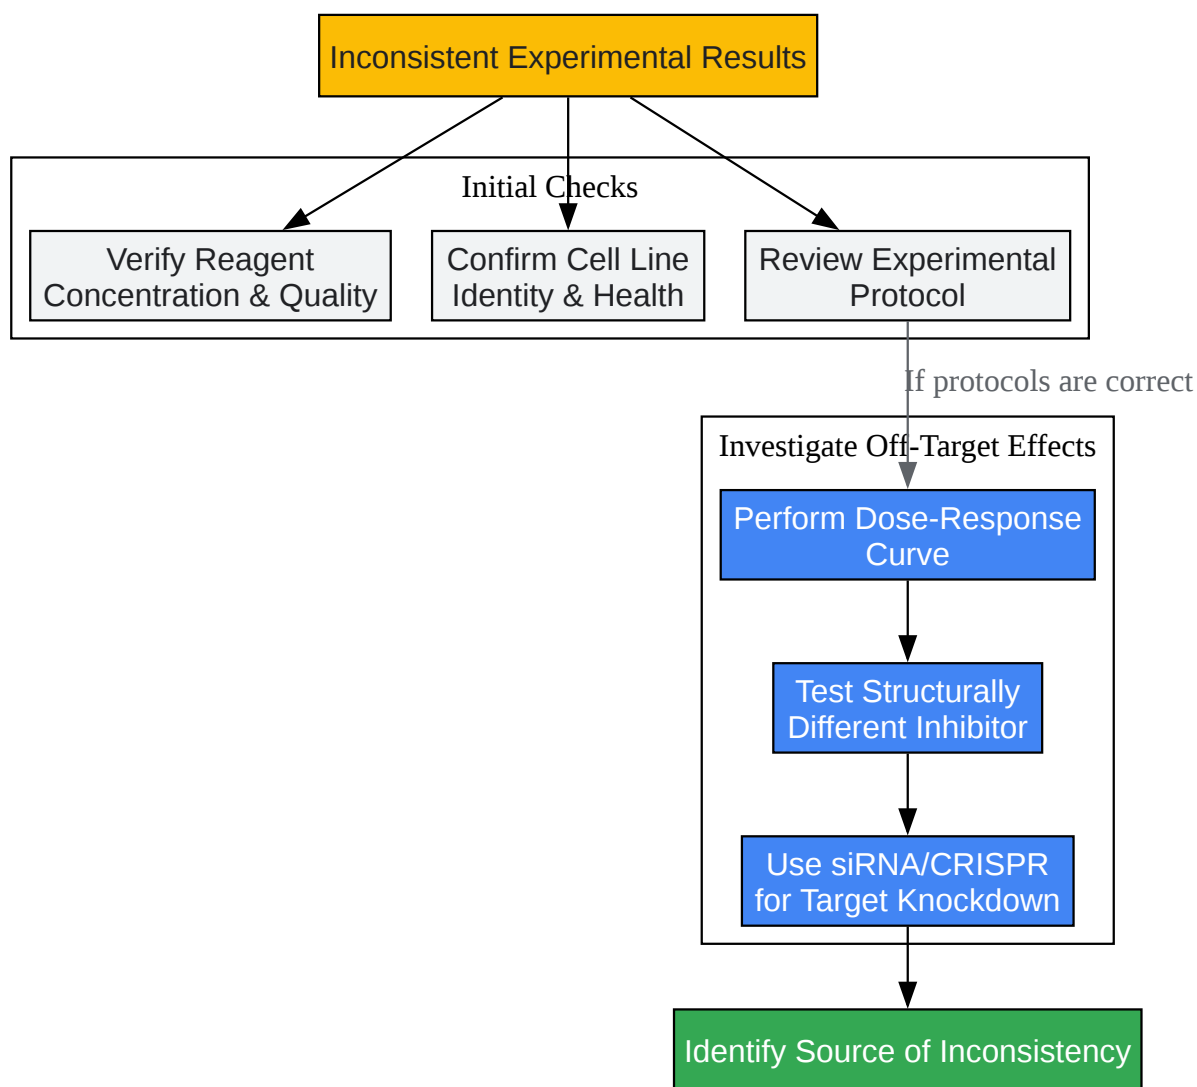 Inconsistent Experimental Results
Initial Checks
Verify Reagent
Concentration & Quality
Confirm Cell Line
Identity & Health
Review Experimental
Protocol
If protocols are correct
Investigate Off-Target Effects
Perform Dose-Response
Curve
Test Structurally
Different Inhibitor
Use siRNA/CRISPR
for Target Knockdown
Identify Source of Inconsistency